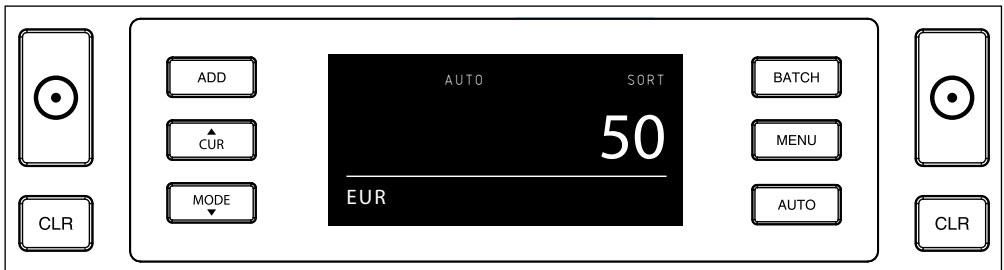 ADD
AUTO SORT
BATCH
CUR
50
MENU
MODE
EUR
AUTO
CLR
CLR